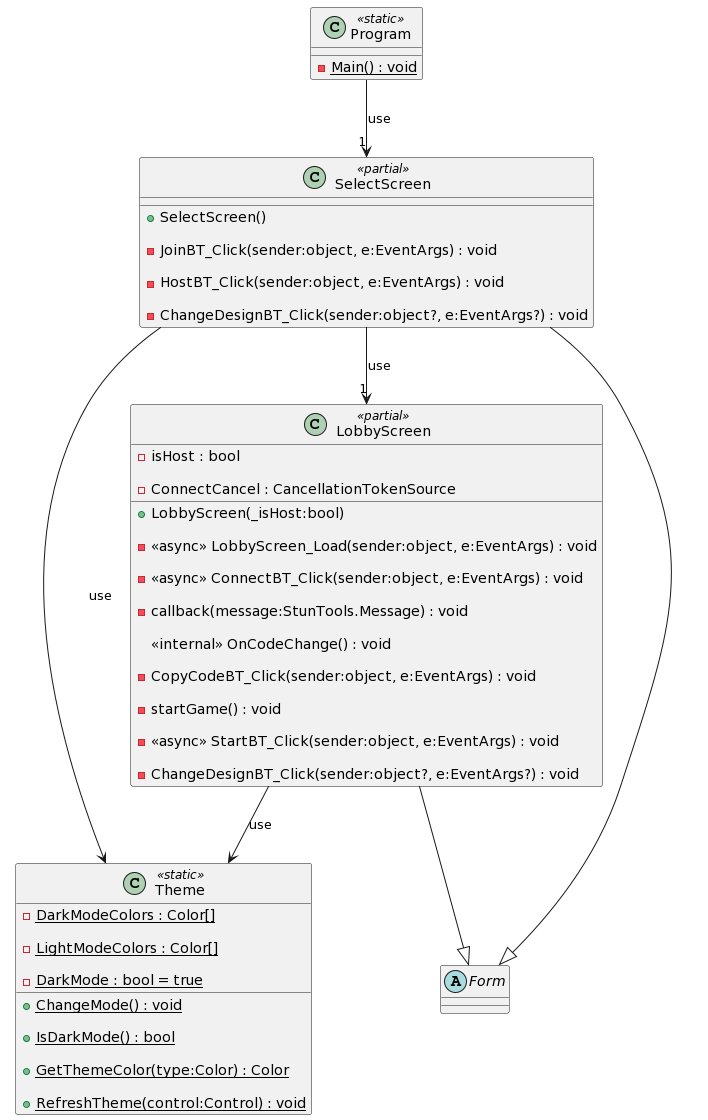 «static»
C Program
Main() : void
use
1
«partial»
C SelectScreen
SelectScreen()
JoinBT_Click(sender:object, e:EventArgs) : void
HostBT_Click(sender:object, e:EventArgs) : void
ChangeDesignBT_Click(sender:object?, e:EventArgs?) : void
use
1
«partial»
C LobbyScreen
isHost : bool
ConnectCancel : CancellationTokenSource
LobbyScreen(_isHost:bool)
«async» LobbyScreen_Load(sender:object, e:EventArgs) : void
«async» ConnectBT_Click(sender:object, e:EventArgs) : void
use
callback(message:StunTools.Message) : void
«internal» OnCodeChange() : void
CopyCodeBT_Click(sender:object, e:EventArgs) : void
startGame() : void
«async» StartBT_Click(sender:object, e:EventArgs) : void
ChangeDesignBT_Click(sender:object?, e:EventArgs?) : void
use
«static»
C Theme
DarkModeColors : Color[]
LightModeColors : Color[]
DarkMode : bool = true
ChangeMode() : void
IsDarkMode() : bool
GetThemeColor(type:Color) : Color
RefreshTheme(control:Control) : void
A Form